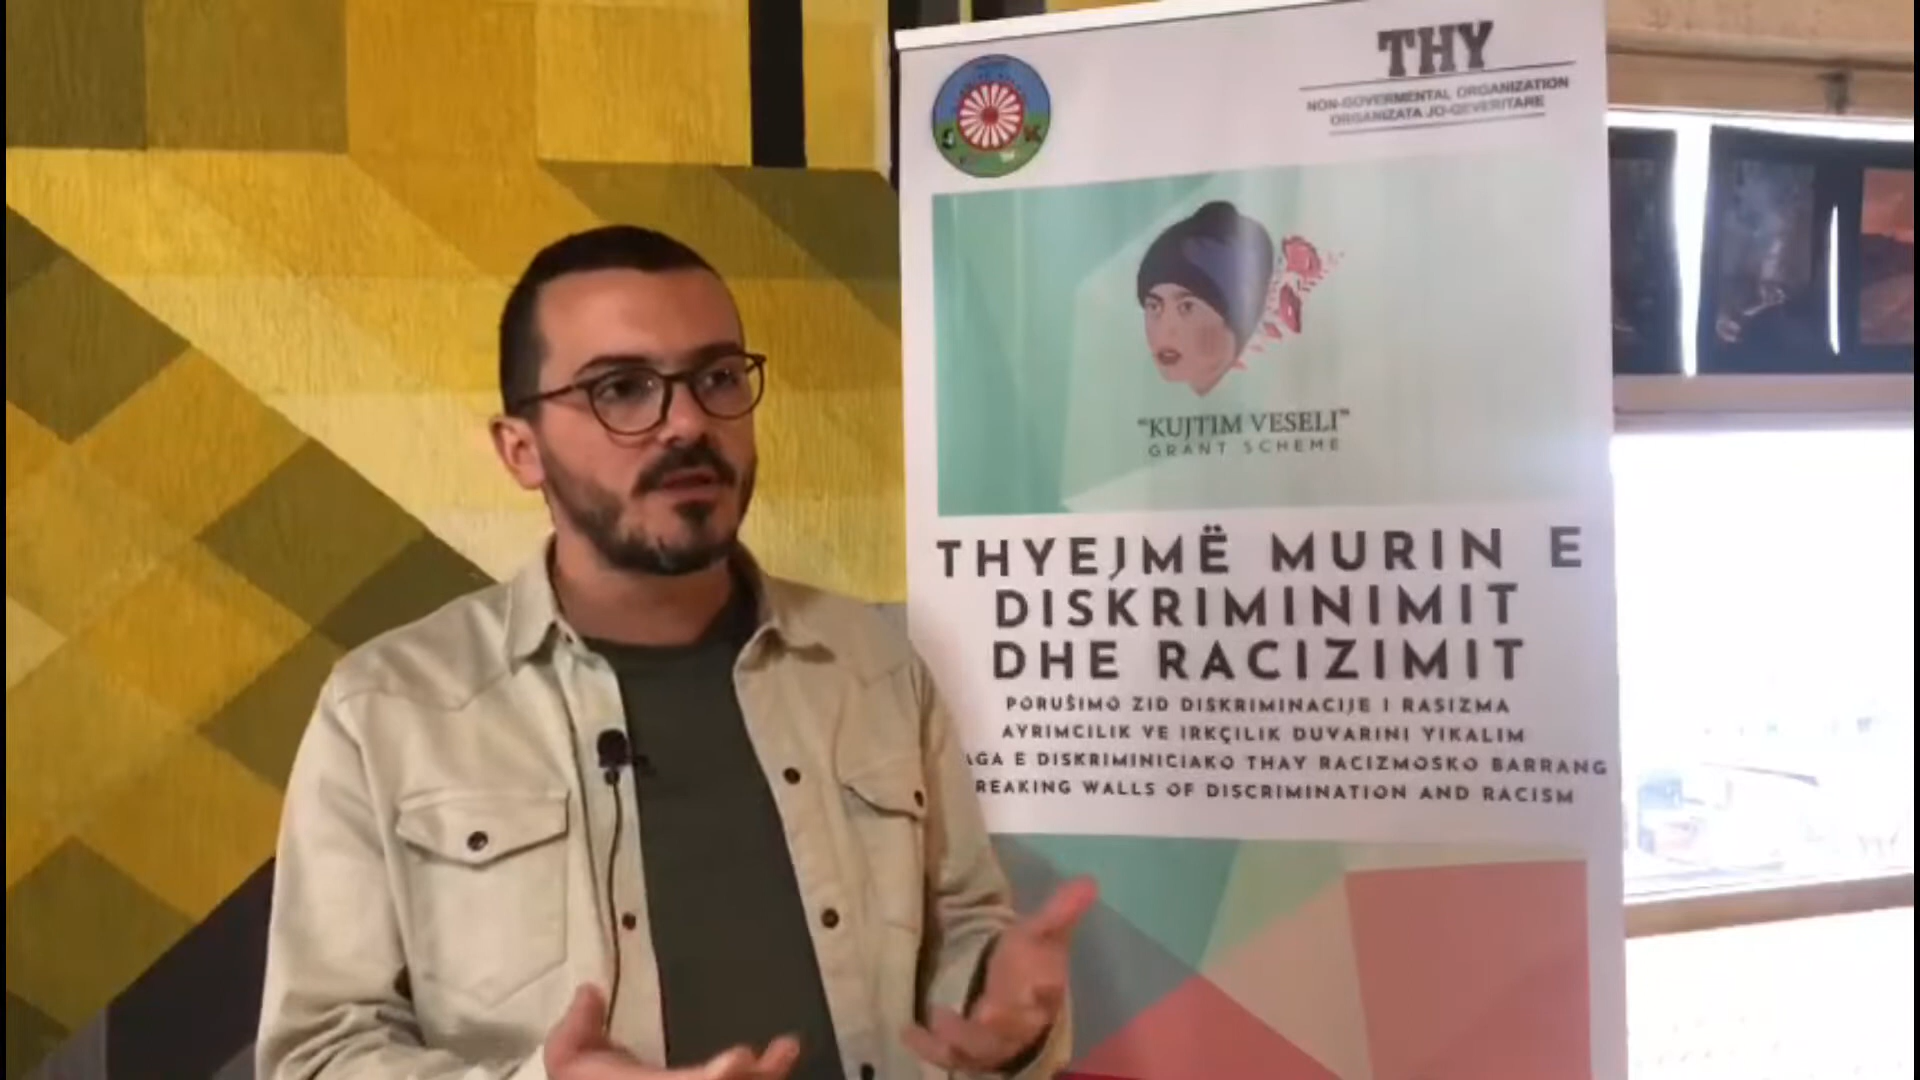 THY
NON-GOVERMENTAL ORGANIZATION
ORGANIZATA JO-QEVERITARE
"KUJTIM VESELI"
GRANT SCHEME
THYEJMË MURIN E
DISKRIMINIMIT
DHE RACIZIMIT
PORUŠIMO ZID DISKRIMINACIJE I RASIZMA
AYRIMCILIK VE IRKÇILIK DUVARINI YIKALIM
E DISKRIMINICIAKO THAY RACIZMOSKO BARRANG
WALLS OF DISCRIMINATION AND RACISM